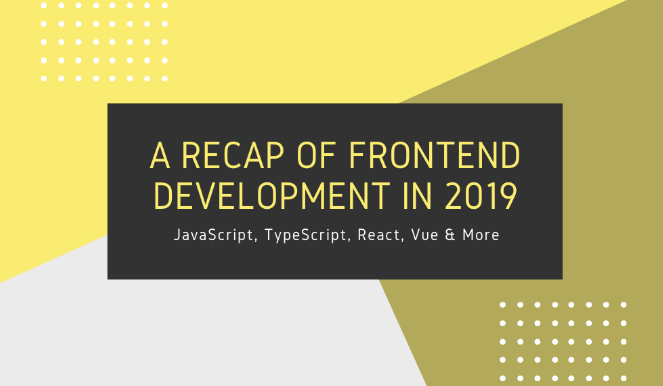 A RECAP OF FRONTEND
DEVELOPMENT IN 2019
JavaScript, TypeScript, React, Vue & More